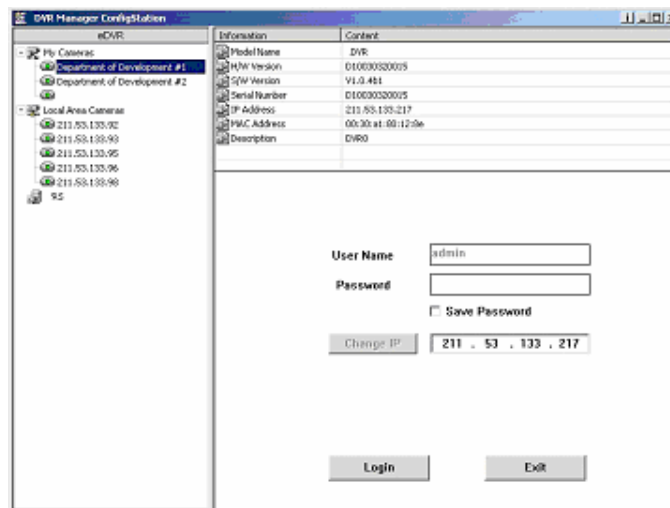 DVR Manager ConfigStation
eDVR
My Cameras
Department of Development #1
Department of Development #2
Local Area Cameras
211.53.133.92
211.53.133.93
211.53.133.95
211.53.133.96
211.53.133.98
95
Information Content
Model Name DVR
H/W Version 010030320015
S/W Version V1.0.4b1
Serial Number 010030320015
IP Address 211.53.133.217
MAC Address
Description DVR0
User Name admin
Password
Save Password
Change IP 211 . 53 . 133 . 217
Login Exit